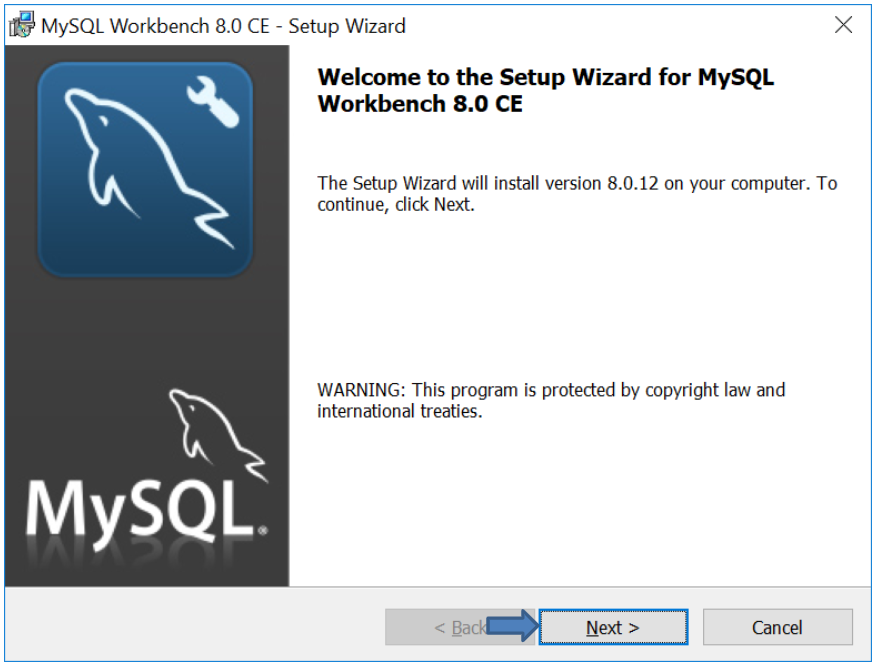 MySQL Workbench 8.0 CE - Setup Wizard
Welcome to the Setup Wizard for MySQL
Workbench 8.0 CE
The Setup Wizard will install version 8.0.12 on your computer. To
continue, click Next.
WARNING: This program is protected by copyright law and
international treaties.
MySQL®
< Back
Next >
Cancel